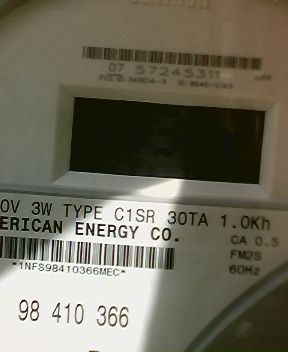 07 57245311
0V 3W TYPE C1SR 30TA 1.0Kh
ERICAN ENERGY CO.
CA 0.5
FM2S
60Hz
*1NFS98410366MEC*
98 410 366